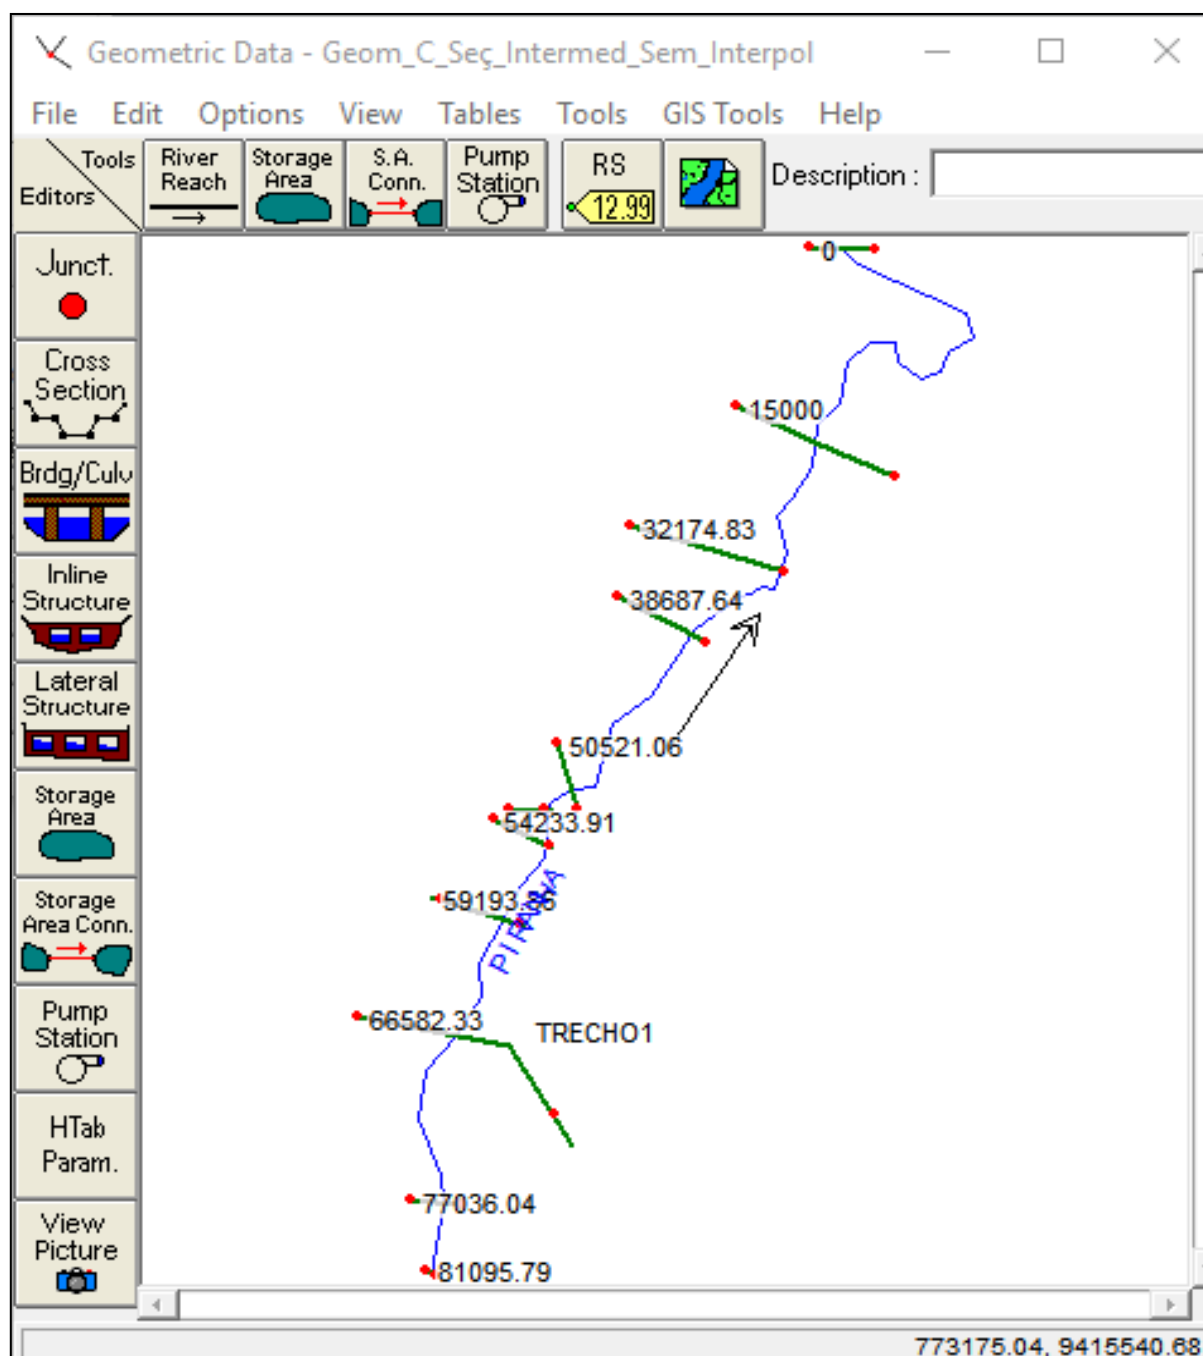 Geometric Data - Geom_C_Seç_Intermed_Sem_Interpol
File Edit Options View Tables Tools GIS Tools Help
Tools
Editors
River
Reach
Storage
Area
S.A.
Conn.
Pump
Station
RS
12.99
Description :
Junct.
Cross
Section
Brdg/Culv
Inline
Structure
Lateral
Structure
Storage
Area
Storage
Area Conn.
Pump
Station
HTab
Param.
View
Picture
0
15000
32174.83
38687.64
50521.06
54233.91
66582.33
TRECHO1
77036.04
81095.79
773175.04, 9415540.68